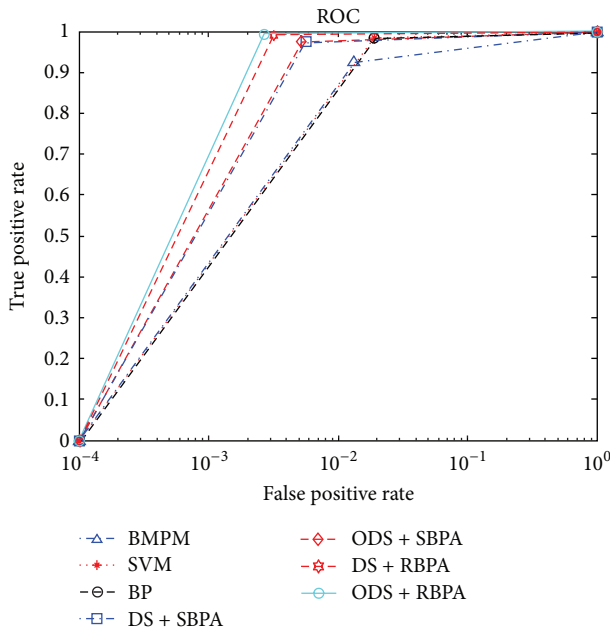 ROC
1
0.9
0.8
0.7
0.6
0.5
0.4
0.3
0.2
0.1
0
True positive rate
10⁻⁴ 10⁻³ 10⁻² 10⁻¹ 10⁰
False positive rate
BMPM
SVM
BP
DS + SBPA
ODS + SBPA
DS + RBPA
ODS + RBPA